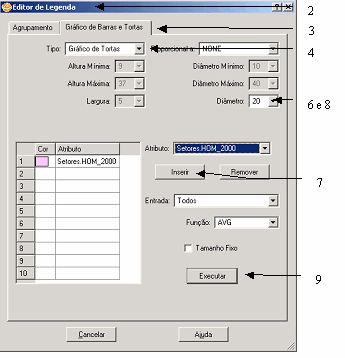 Editor de Legenda
2
Agrupamento Gráfico de Barras e Tortas
3
Tipo: Gráfico de Tortas Proporcional a: NONE
4
Altura Mínima: 9 Diâmetro Mínimo: 10
Altura Máxima: 37 Diâmetro Máximo: 40
Largura: 5 Diâmetro: 20
6 e 8
Atributo: Setores.HOM_2000
Cor Atributo
1 Setores.HOM_2000
2
3
4
5
6
7
8
9
10
Inserir Remover
7
Entrada: Todos
Função: AVG
Tamanho Fixo
Executar
9
Cancelar Ajuda